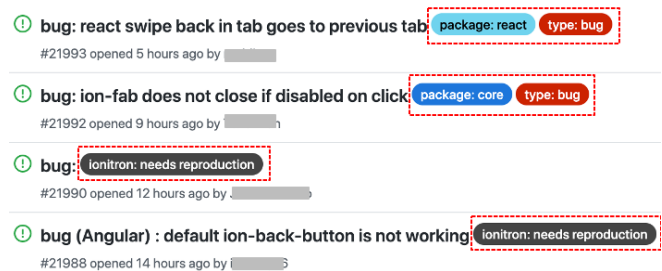 bug: react swipe back in tab goes to previous tab package: react type: bug
#21993 opened 5 hours ago by
bug: ion-fab does not close if disabled on click package: core type: bug
#21992 opened 9 hours ago by
bug: ionitron: needs reproduction
#21990 opened 12 hours ago by
bug (Angular) : default ion-back-button is not working ionitron: needs reproduction
#21988 opened 14 hours ago by